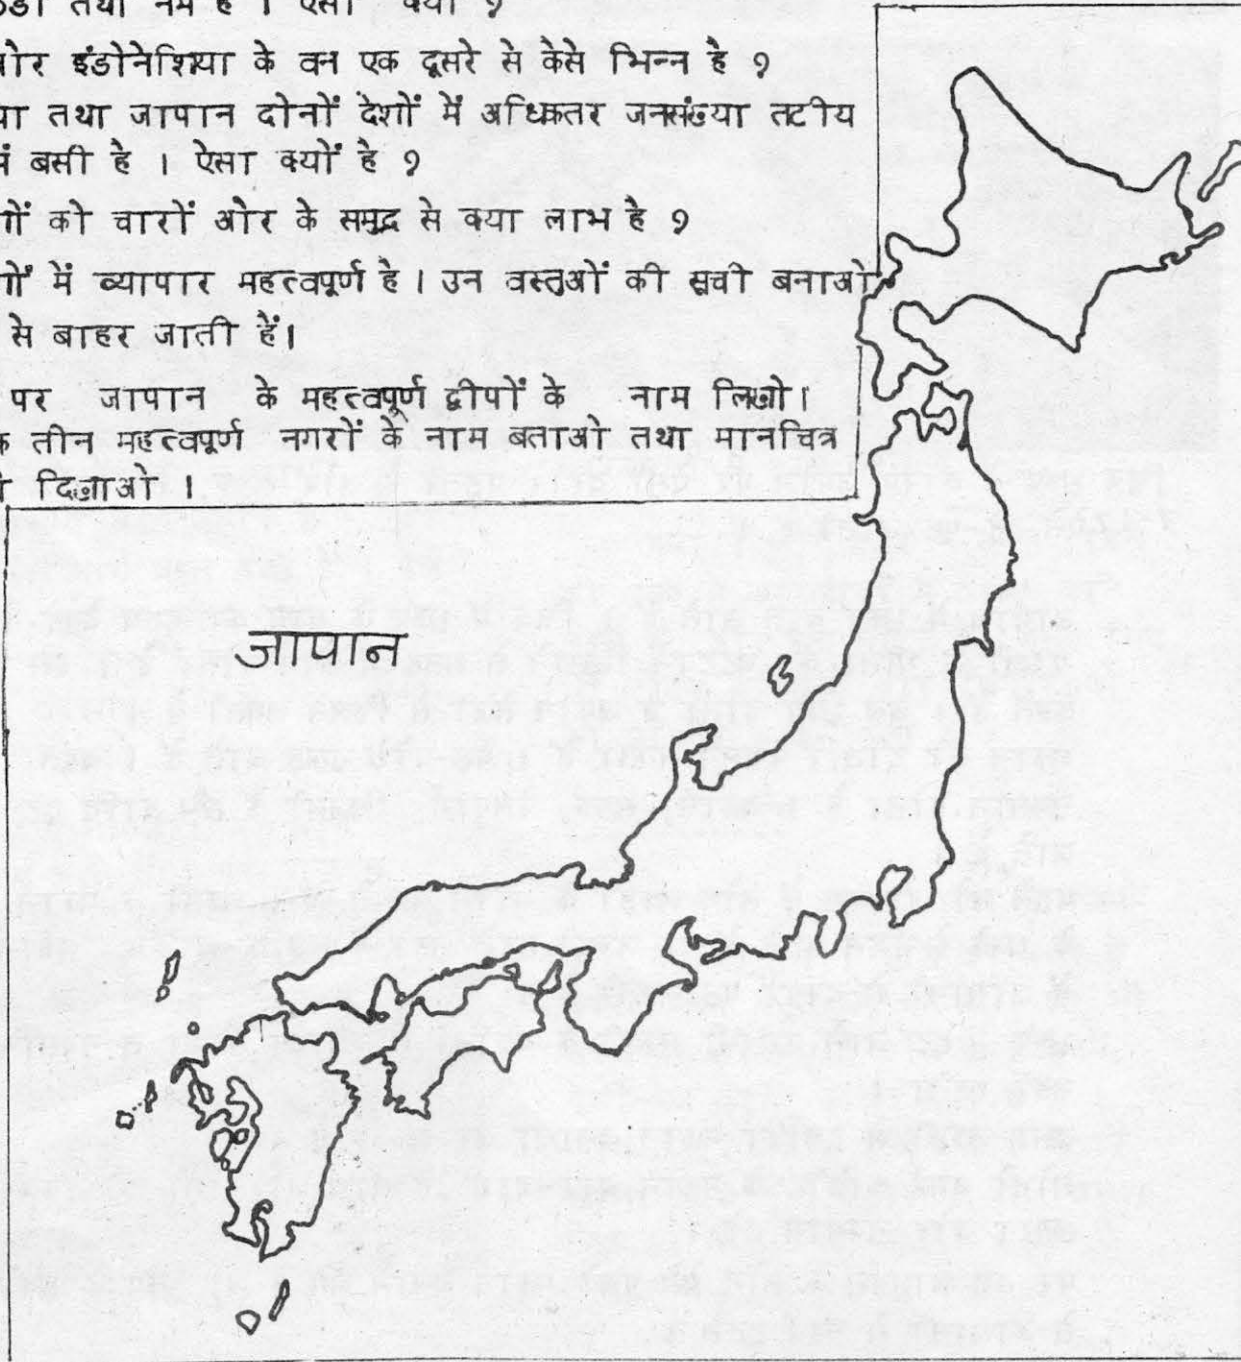 तथा नम है । ऐसा क्या ?
ओर इंडोनेशिया के वन एक दूसरे से केसे भिन्न है ?
या तथा जापान दोनों देशों में अधिकतर जनसंख्या तटीय
में बसी है । ऐसा क्यों है ?
गों को चारों ओर के समुद्र से क्या लाभ है ?
गों में व्यापार महत्वपूर्ण है । उन वस्तुओं की सूची बनाओ
से बाहर जाती हैं।
पर जापान के महत्वपूर्ण द्वीपों के नाम लिखो।
तीन महत्वपूर्ण नगरों के नाम बताओ तथा मानचित्र
दिखाओ ।
जापान